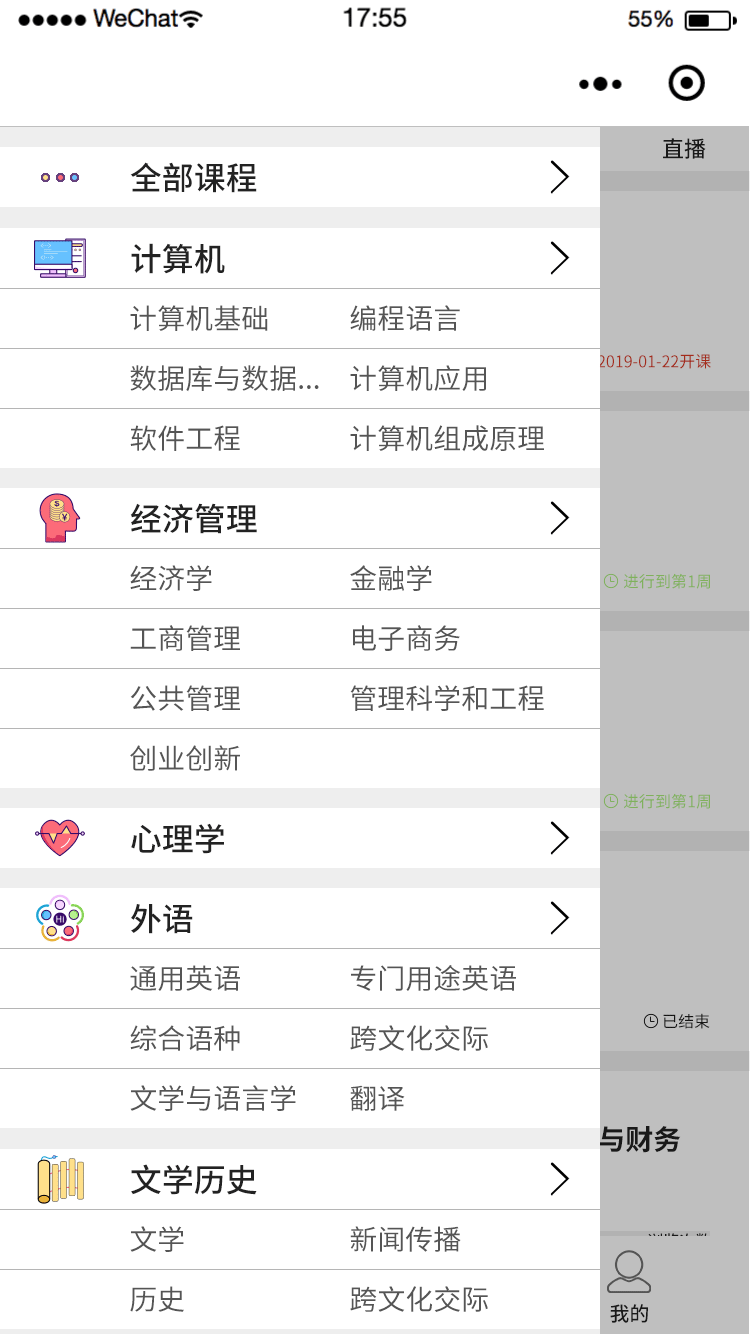 WeChat 17:55 55%
全部课程
直播
计算机
计算机基础 编程语言
2019-01-22开课
数据库与数据... 计算机应用
软件工程 计算机组成原理
经济管理
经济学 金融学
进行到第1周
工商管理 电子商务
公共管理 管理科学和工程
创业创新
进行到第1周
心理学
HI
外语
通用英语 专门用途英语
已结束
综合语种 跨文化交际
文学与语言学 翻译
与财务
文学历史
文学 新闻传播
历史 跨文化交际
我的